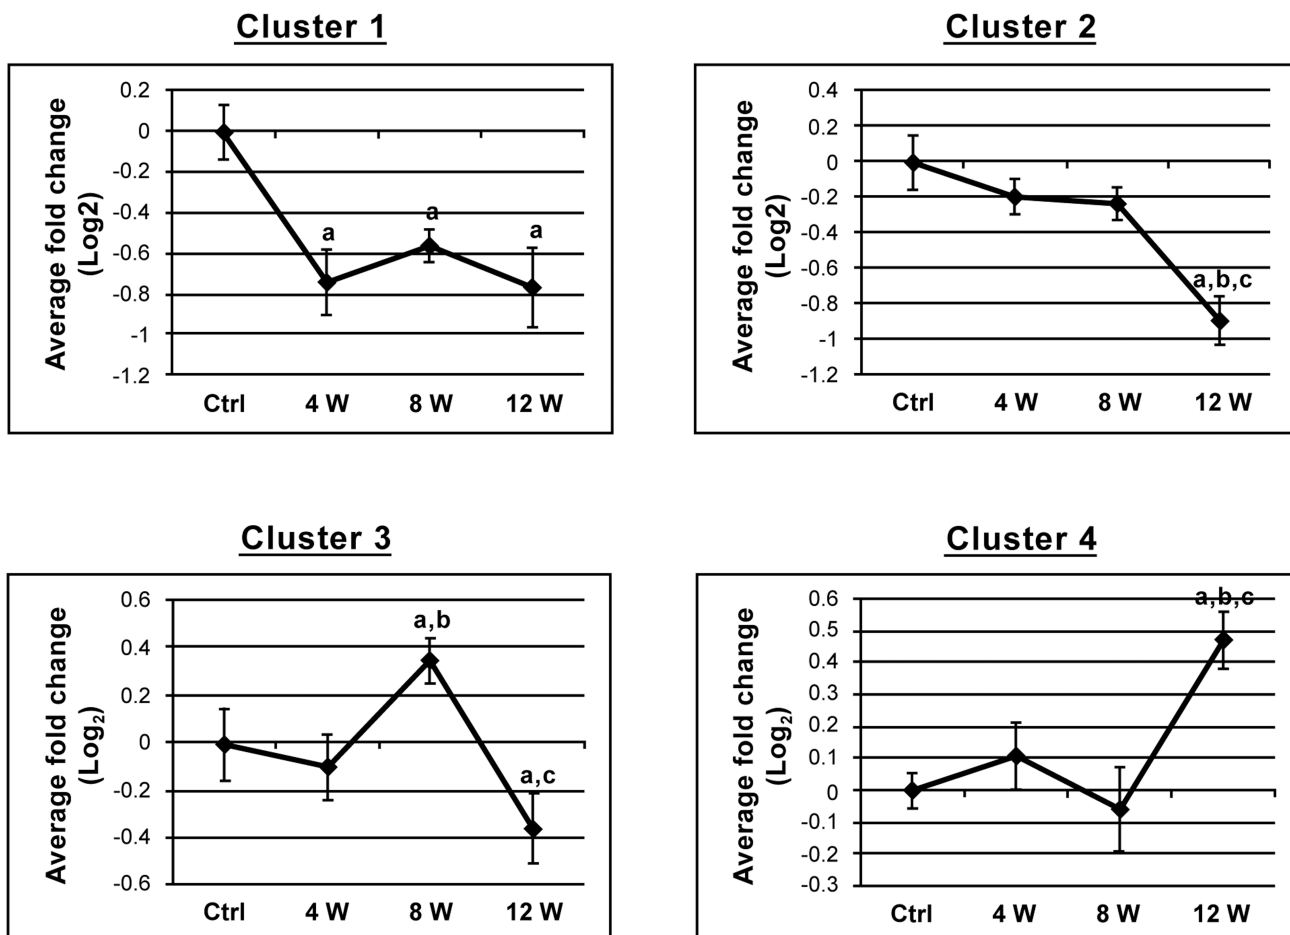 Cluster 1
Average fold change
(Log2)
0.2
0
-0.2
-0.4
-0.6
-0.8
-1
-1.2
a
a
a
Ctrl 4 W 8 W 12 W
Cluster 2
Average fold change
(Log2)
0.4
0.2
0
-0.2
-0.4
-0.6
-0.8
-1
-1.2
a,b,c
Ctrl 4 W 8 W 12 W
Cluster 3
Average fold change
(Log₂)
0.6
0.4
0.2
0
-0.2
-0.4
-0.6
a,b
a,c
Ctrl 4 W 8 W 12 W
Cluster 4
Average fold change
(Log₂)
0.6
0.5
0.4
0.3
0.2
0.1
0
-0.1
-0.2
-0.3
a,b,c
Ctrl 4 W 8 W 12 W